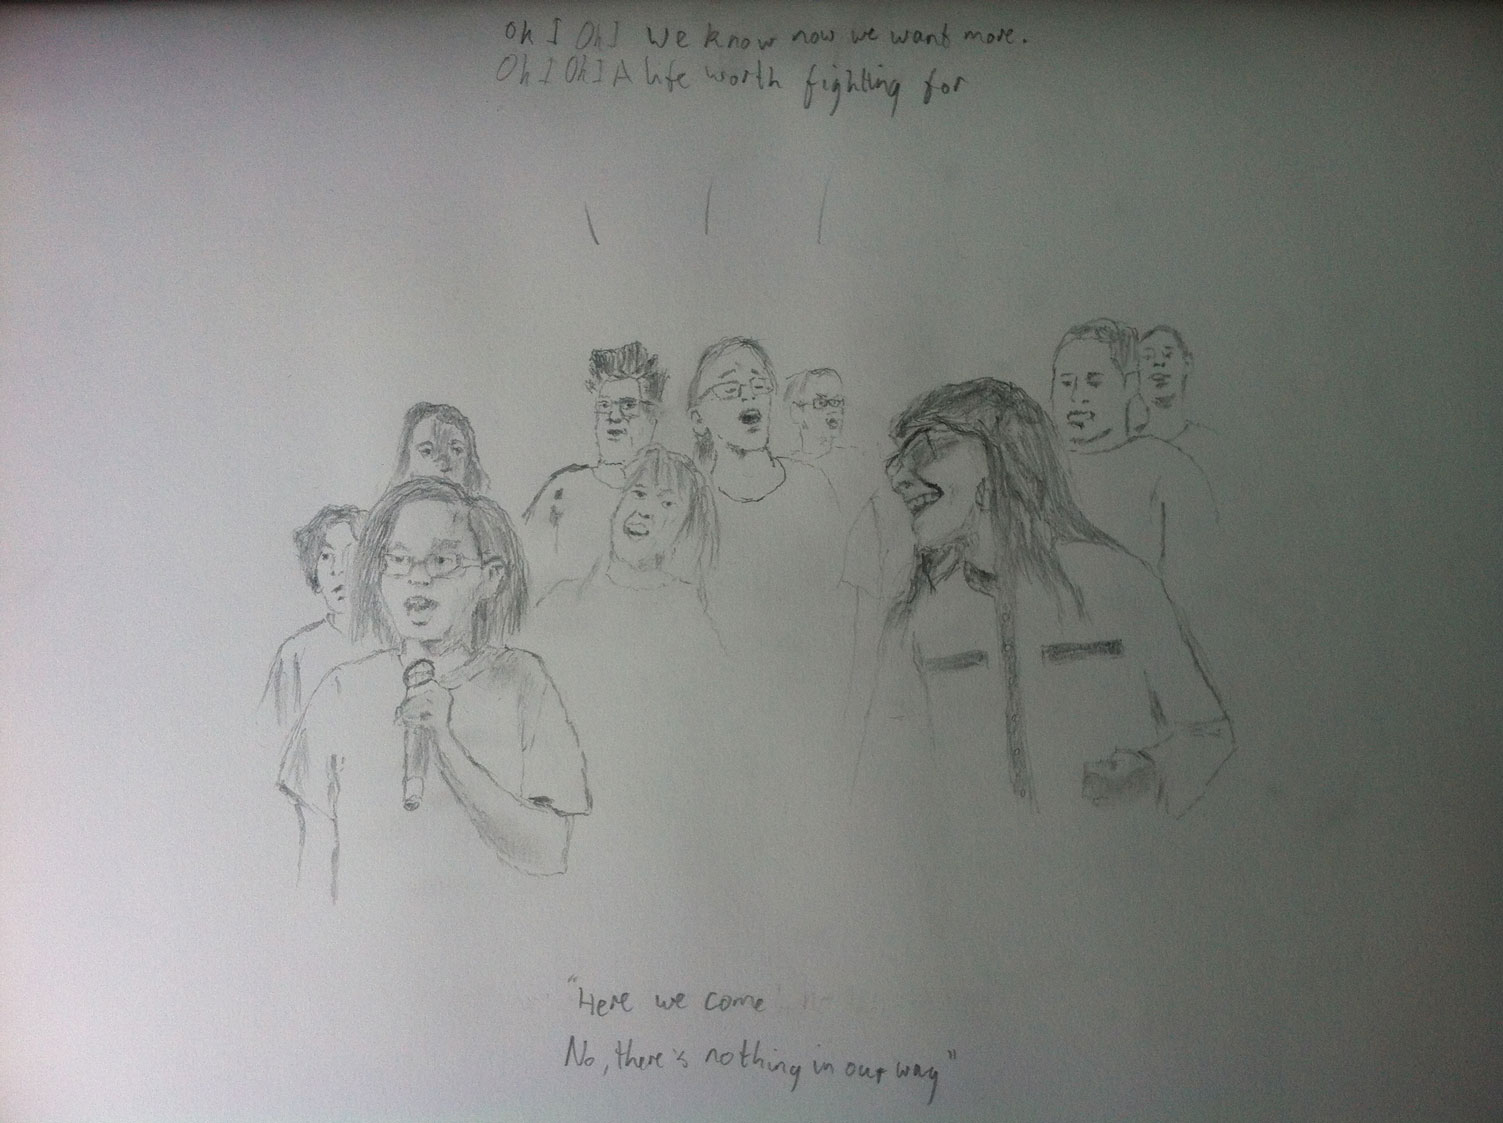 Oh I Oh I We know now we want more.
Oh I Oh I A life worth fighting for
"Here we come
No, there's nothing in our way"